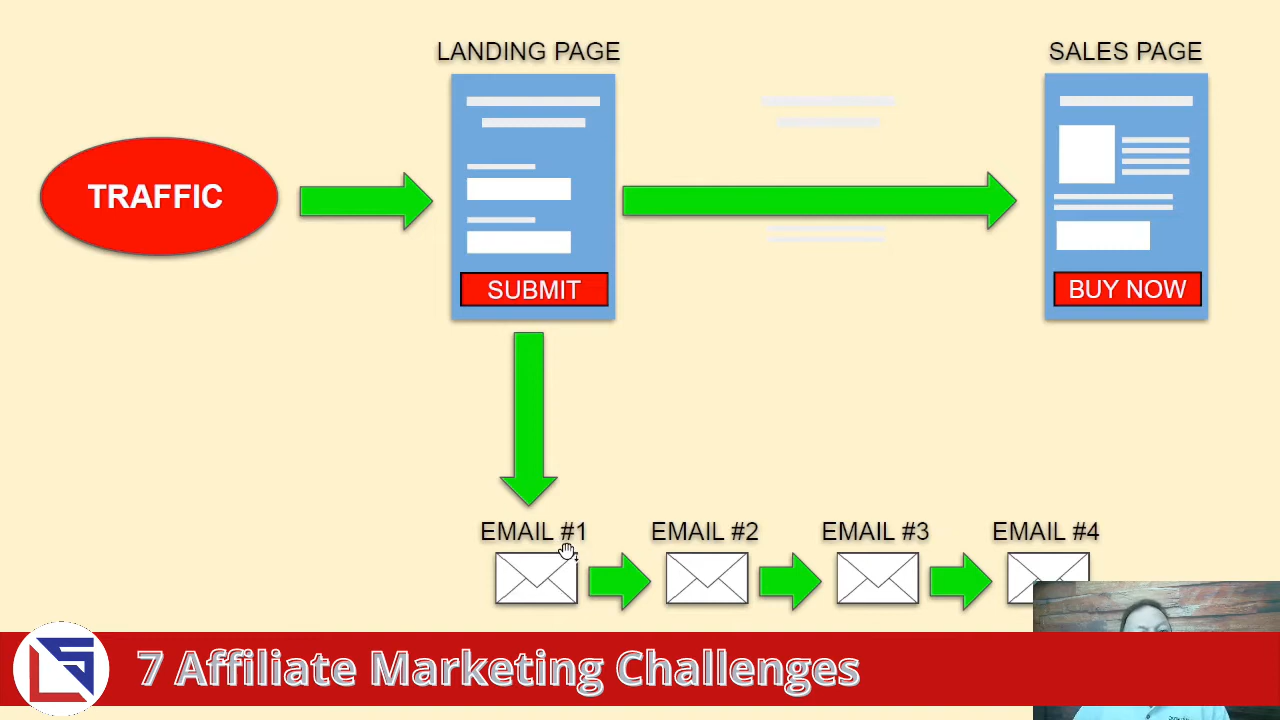 LANDING PAGE
SALES PAGE
TRAFFIC
SUBMIT
BUY NOW
EMAIL #1
EMAIL #2
EMAIL #3
EMAIL #4
7 Affiliate Marketing Challenges